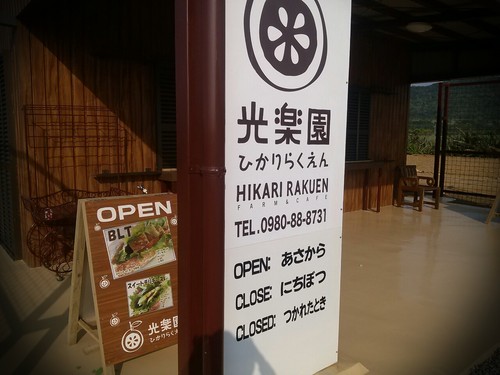 光楽園
ひかりらくえん
HIKARI RAKUEN
FARM & CAFE
TEL.0980-88-8731
OPEN: あさから
CLOSE: にちぼつ
CLOSED: つかれたとき
OPEN
BLT
光楽園
ひかりらくえん